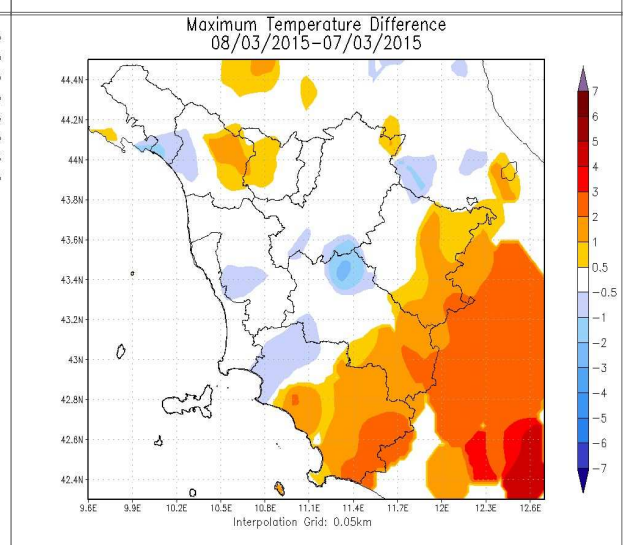 Maximum Temperature Difference
08/03/2015-07/03/2015
44.4N
44.2N
44N
43.8N
43.6N
43.4N
43.2N
43N
42.8N
42.6N
42.4N
9.6E 9.9E 10.2E 10.5E 10.8E 11.1E 11.4E 11.7E 12E 12.3E 12.6E
Interpolation Grid: 0.05km
7
6
5
4
3
2
1
0.5
-0.5
-1
-2
-3
-4
-5
-6
-7